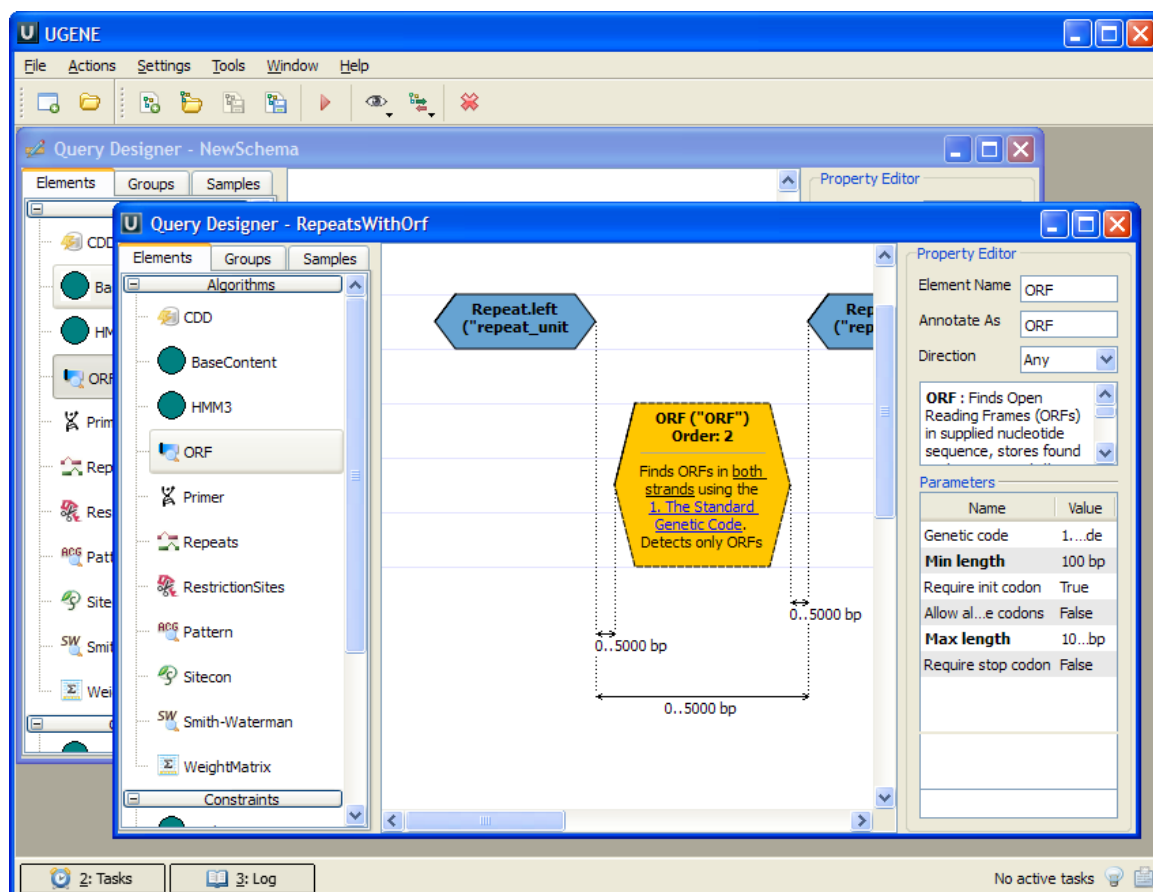 UGENE
File Actions Settings Tools Window Help
Query Designer - NewSchema
Elements Groups Samples
Property Editor
CDD
Ba
HM
ORF
Prim
Rep
Res
Patt
Site
Smit
Wei
Query Designer - RepeatsWithOrf
Elements Groups Samples
Algorithms
CDD
BaseContent
HMM3
ORF
Primer
Repeats
RestrictionSites
ACG Pattern
Sitecon
SW Smith-Waterman
Σ WeightMatrix
Constraints
Repeat.left
("repeat_unit
Rep
("rep
ORF ("ORF")
Order: 2
Finds ORFs in both
strands using the
1. The Standard
Genetic Code.
Detects only ORFs
0..5000 bp
0..5000 bp
0..5000 bp
Property Editor
Element Name ORF
Annotate As ORF
Direction Any
ORF : Finds Open
Reading Frames (ORFs)
in supplied nucleotide
sequence, stores found
Parameters
Name Value
Genetic code 1....de
Min length 100 bp
Require init codon True
Allow al...e codons False
Max length 10...bp
Require stop codon False
2: Tasks
3: Log
No active tasks